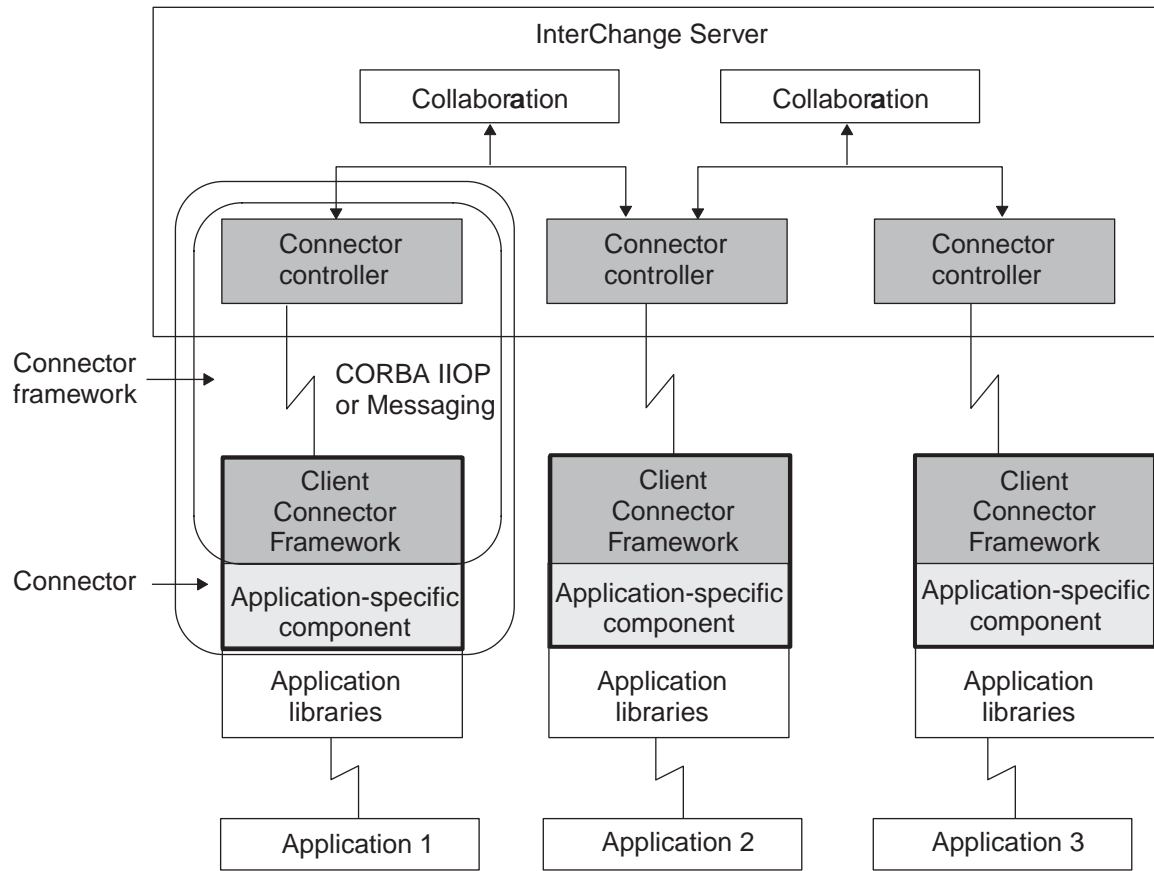 InterChange Server
Collaboration
Collaboration
Connector
controller
Connector
controller
Connector
controller
Connector
framework
CORBA IIOP
or Messaging
Client
Connector
Framework
Client
Connector
Framework
Client
Connector
Framework
Connector
Application-specific
component
Application-specific
component
Application-specific
component
Application
libraries
Application
libraries
Application
libraries
Application 1
Application 2
Application 3